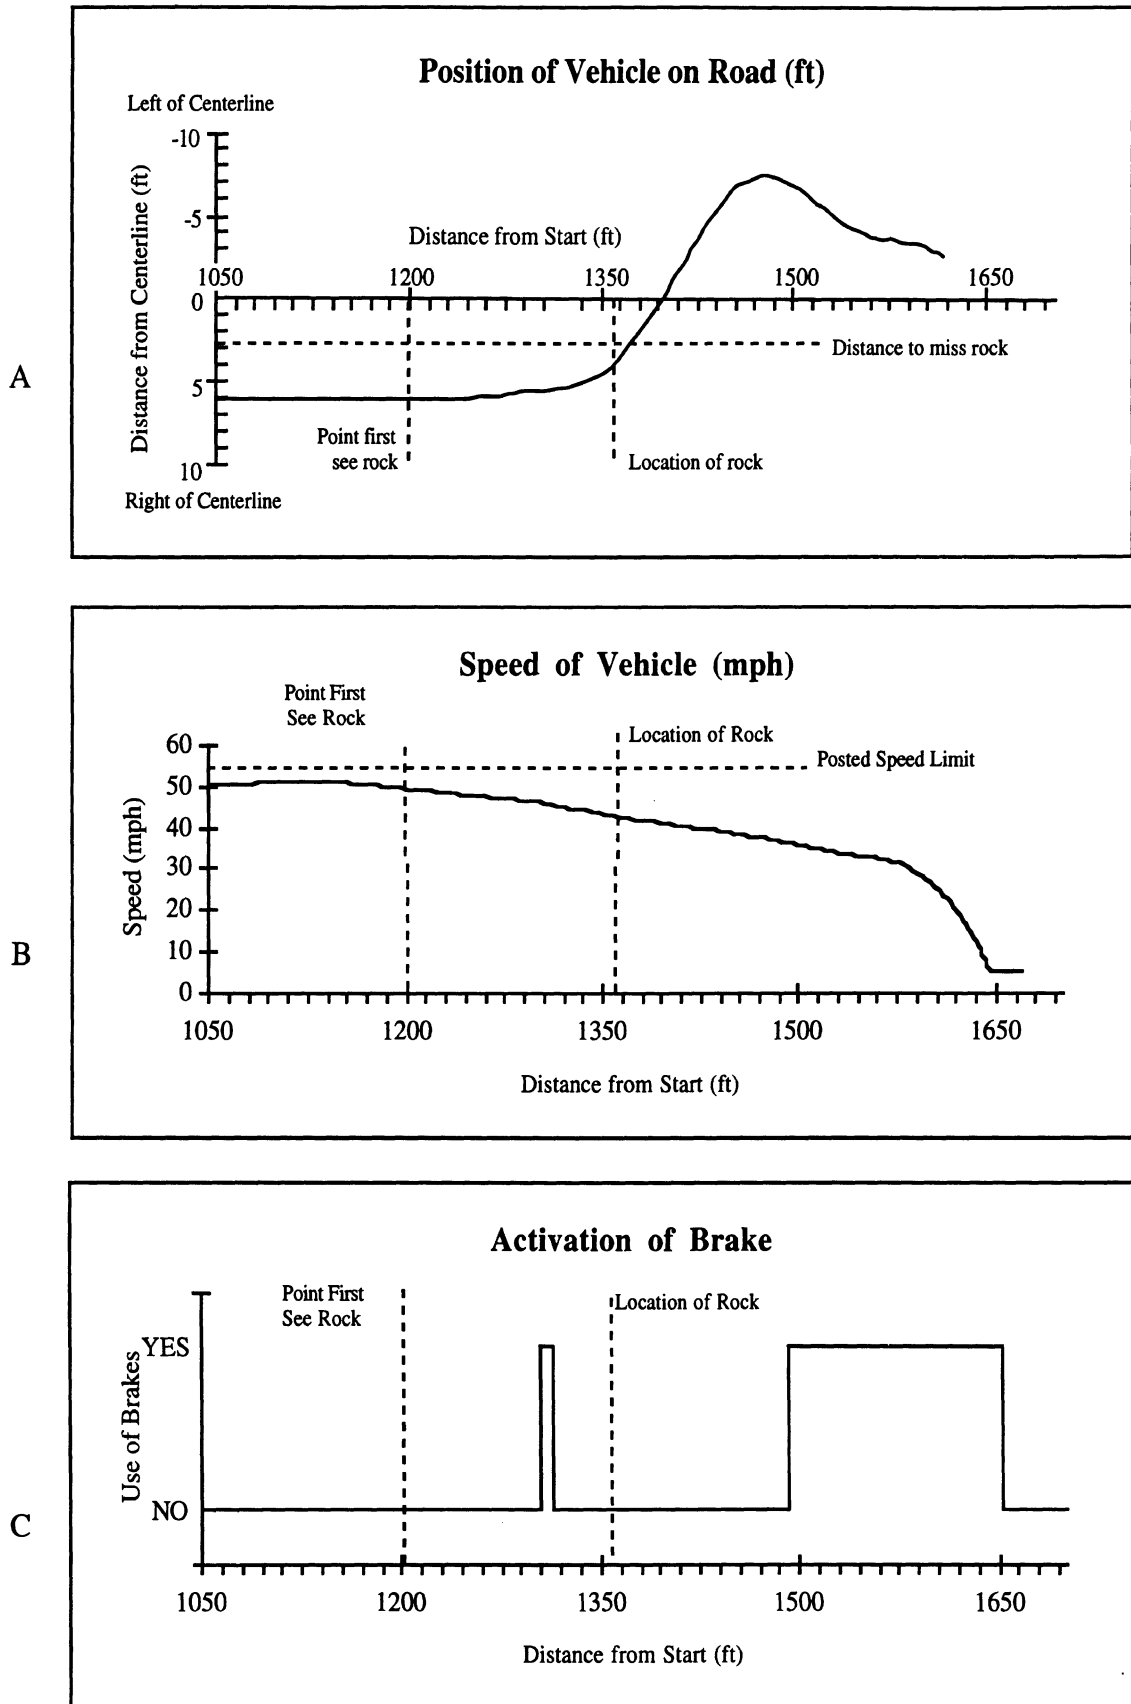 Position of Vehicle on Road (ft)
Left of Centerline
-10
-5
0
5
10
Distance from Centerline (ft)
Distance from Start (ft)
1050 1200 1350 1500 1650
Distance to miss rock
Point first
see rock
Location of rock
Right of Centerline
A
Speed of Vehicle (mph)
Point First
See Rock
Location of Rock
Posted Speed Limit
60
50
40
30
20
10
0
Speed (mph)
1050 1200 1350 1500 1650
Distance from Start (ft)
B
Activation of Brake
Point First
See Rock
Location of Rock
YES
NO
Use of Brakes
1050 1200 1350 1500 1650
Distance from Start (ft)
C